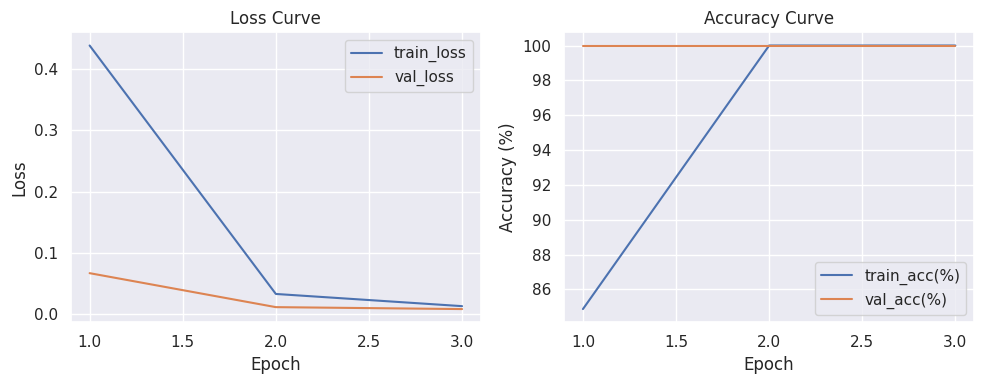 Loss Curve
train_loss
val_loss
0.4
0.3
0.2
0.1
0.0
Loss
1.0 1.5 2.0 2.5 3.0
Epoch
Accuracy Curve
100
98
96
94
92
90
88
86
Accuracy (%)
train_acc(%)
val_acc(%)
1.0 1.5 2.0 2.5 3.0
Epoch